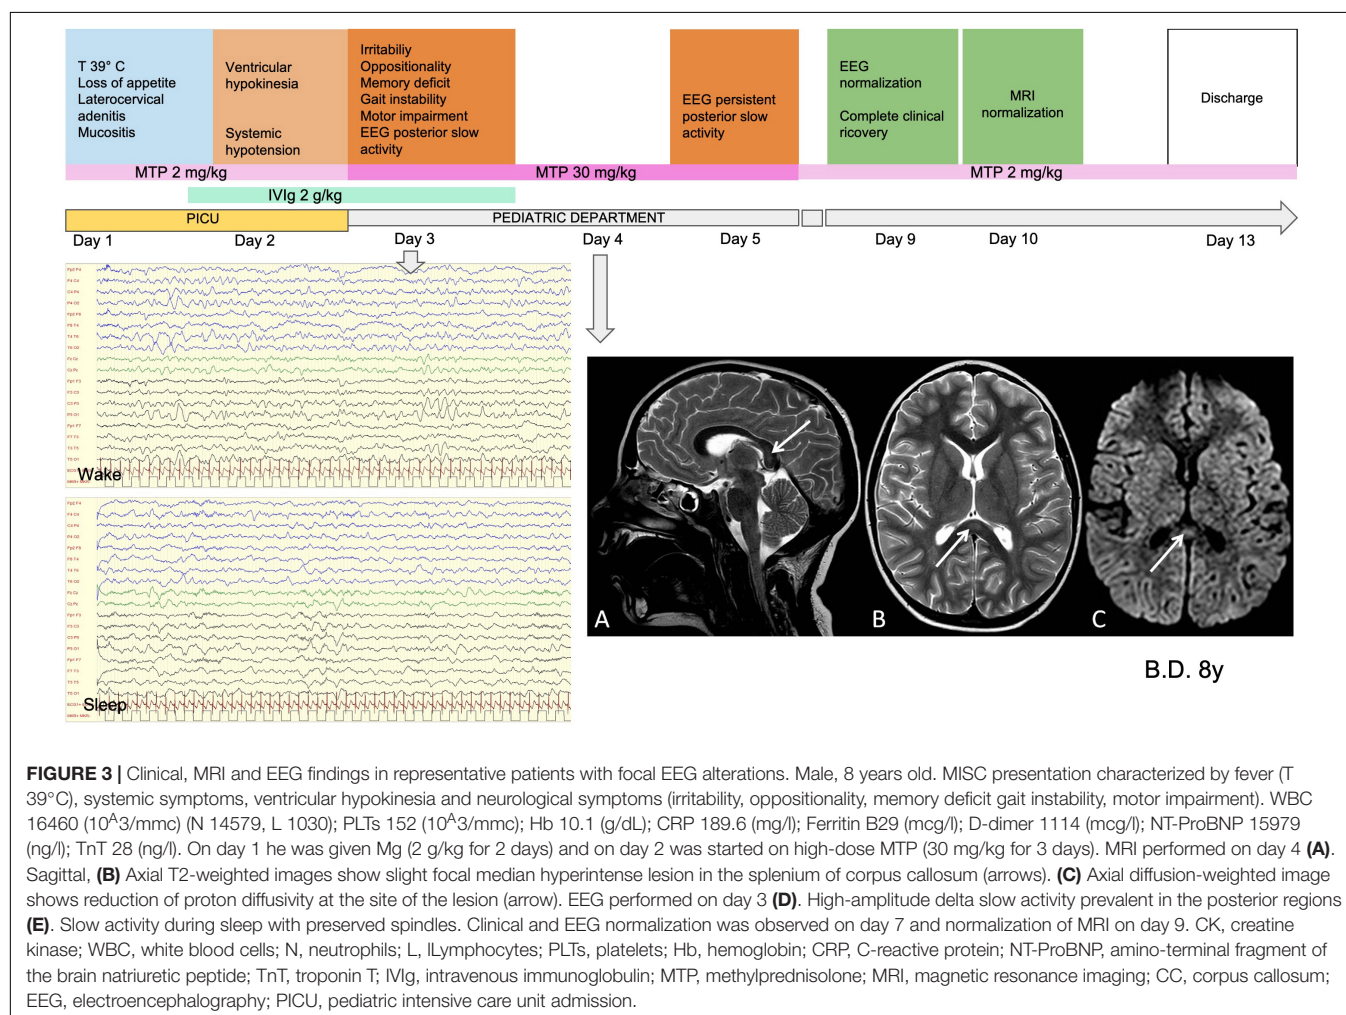 T 39° C
Loss of appetite
Laterocervical
adenitis
Mucositis
Ventricular
hypokinesia
Systemic
hypotension
Irritabiliy
Oppositionality
Memory deficit
Gait instability
Motor impairment
EEG posterior slow
activity
EEG persistent
posterior slow
activity
EEG
normalization
Complete clinical
ricovery
MRI
normalization
Discharge
MTP 2 mg/kg
MTP 30 mg/kg
MTP 2 mg/kg
IVIg 2 g/kg
PICU
PEDIATRIC DEPARTMENT
Day 1
Day 2
Day 3
Day 4
Day 5
Day 9
Day 10
Day 13
Wake
Sleep
A
B
C
B.D. 8y
FIGURE 3 | Clinical, MRI and EEG findings in representative patients with focal EEG alterations. Male, 8 years old. MISC presentation characterized by fever (T
39°C), systemic symptoms, ventricular hypokinesia and neurological symptoms (irritability, oppositionality, memory deficit gait instability, motor impairment). WBC
16460 (10^A3/mmc) (N 14579, L 1030); PLTs 152 (10^A3/mmc); Hb 10.1 (g/dL); CRP 189.6 (mg/l); Ferritin B29 (mcg/l); D-dimer 1114 (mcg/l); NT-ProBNP 15979
(ng/l); TnT 28 (ng/l). On day 1 he was given Mg (2 g/kg for 2 days) and on day 2 was started on high-dose MTP (30 mg/kg for 3 days). MRI performed on day 4 (A).
Sagittal, (B) Axial T2-weighted images show slight focal median hyperintense lesion in the splenium of corpus callosum (arrows). (C) Axial diffusion-weighted image
shows reduction of proton diffusivity at the site of the lesion (arrow). EEG performed on day 3 (D). High-amplitude delta slow activity prevalent in the posterior regions
(E). Slow activity during sleep with preserved spindles. Clinical and EEG normalization was observed on day 7 and normalization of MRI on day 9. CK, creatine
kinase; WBC, white blood cells; N, neutrophils; L, lLymphocytes; PLTs, platelets; Hb, hemoglobin; CRP, C-reactive protein; NT-ProBNP, amino-terminal fragment of
the brain natriuretic peptide; TnT, troponin T; IVIg, intravenous immunoglobulin; MTP, methylprednisolone; MRI, magnetic resonance imaging; CC, corpus callosum;
EEG, electroencephalography; PICU, pediatric intensive care unit admission.